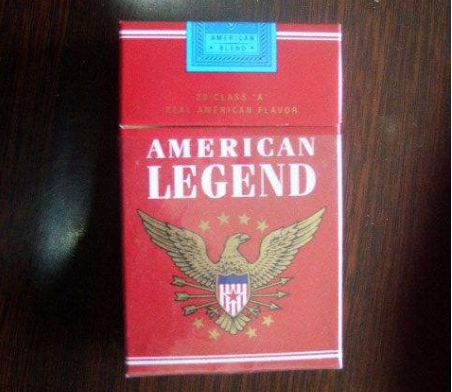 AMERICAN
• BLEND •
20 CLASS "A"
REAL AMERICAN FLAVOR
AMERICAN
LEGEND